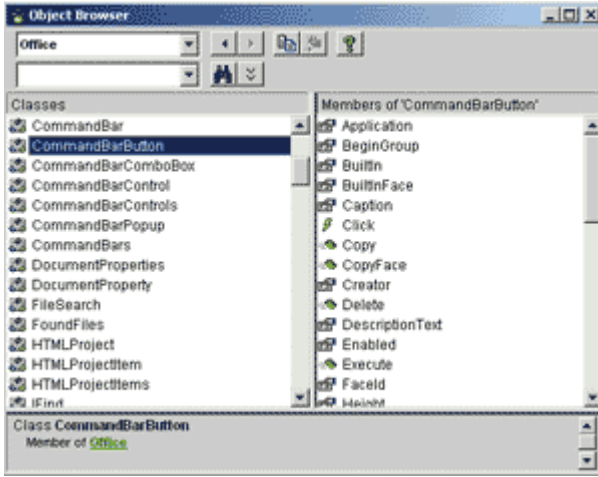 Object Browser
Office
Classes
Members of 'CommandBarButton'
CommandBar
CommandBarButton
CommandBarComboBox
CommandBarControl
CommandBarControls
CommandBarPopup
CommandBars
DocumentProperties
DocumentProperty
FileSearch
FoundFiles
HTMLProject
HTMLProjectItem
HTMLProjectItems
IFind
Application
BeginGroup
BuiltIn
BuiltInFace
Caption
Click
Copy
CopyFace
Creator
Delete
DescriptionText
Enabled
Execute
FaceId
Height
Class CommandBarButton
Member of Office